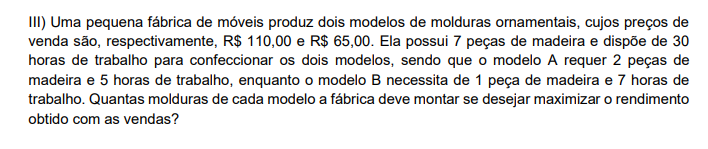 III) Uma pequena fábrica de móveis produz dois modelos de molduras ornamentais, cujos preços de
venda são, respectivamente, R$ 110,00 e R$ 65,00. Ela possui 7 peças de madeira e dispõe de 30
horas de trabalho para confeccionar os dois modelos, sendo que o modelo A requer 2 peças de
madeira e 5 horas de trabalho, enquanto o modelo B necessita de 1 peça de madeira e 7 horas de
trabalho. Quantas molduras de cada modelo a fábrica deve montar se desejar maximizar o rendimento
obtido com as vendas?